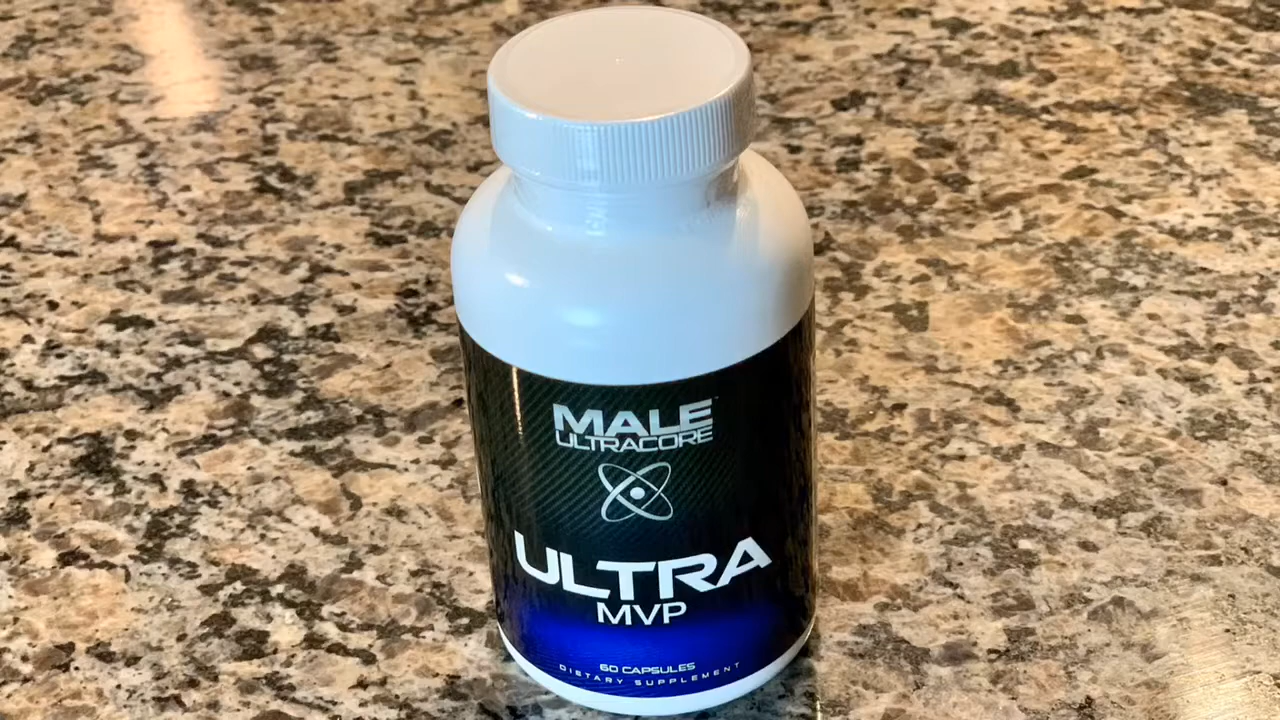 MALE
ULTRACORE
ULTRA
MVP
60 CAPSULES
DIETARY SUPPLEMENT